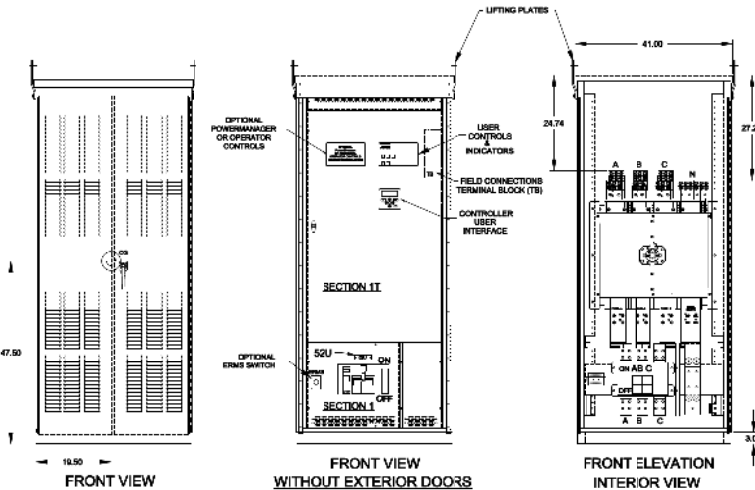 LIFTING PLATES
41.00
OPTIONAL
POWERMANAGER
OR OPERATOR
CONTROLS
USER
CONTROLS
&
INDICATORS
24.74
27.2
A B C N
TB
FIELD CONNECTIONS
TERMINAL BLOCK (TB)
CONTROLLER
USER
INTERFACE
SECTION 1T
47.50
OPTIONAL
ERMS SWITCH
52U
ON
OFF
SECTION 1
ON AB C
OFF
A B C
3.0
19.50
FRONT VIEW
FRONT VIEW
WITHOUT EXTERIOR DOORS
FRONT ELEVATION
INTERIOR VIEW